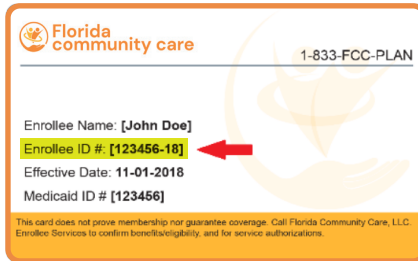 Florida
community care
1-833-FCC-PLAN
Enrollee Name: [John Doe]
Enrollee ID #: [123456-18]
Effective Date: 11-01-2018
Medicaid ID # [123456]
This card does not prove membership nor guarantee coverage. Call Florida Community Care, LLC.
Enrollee Services to confirm benefits/eligibility, and for service authorizations.